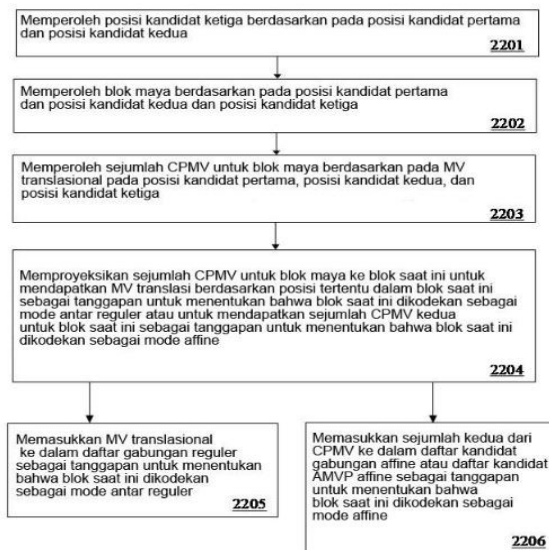 Memperoleh posisi kandidat ketiga berdasarkan pada posisi kandidat pertama
dan posisi kandidat kedua
2201
Memperoleh blok maya berdasarkan pada posisi kandidat pertama
dan posisi kandidat kedua dan posisi kandidat ketiga
2202
Memperoleh sejumlah CPMV untuk blok maya berdasarkan pada MV
translasional pada posisi kandidat pertama, posisi kandidat kedua, dan
posisi kandidat ketiga
2203
Memproyeksikan sejumlah CPMV untuk blok maya ke blok saat ini untuk
mendapatkan MV translasi berdasarkan posisi tertentu dalam blok saat ini
sebagai tanggapan untuk menentukan bahwa blok saat ini dikodekan sebagai
mode antar reguler atau untuk mendapatkan sejumlah CPMV kedua
untuk blok saat ini sebagai tanggapan untuk menentukan bahwa blok saat ini
dikodekan sebagai mode affine
2204
Memasukkan MV translasional
ke dalam daftar gabungan reguler
sebagai tanggapan untuk menentukan
bahwa blok saat ini dikodekan
sebagai mode antar reguler
2205
Memasukkan sejumlah kedua dari
CPMV ke dalam daftar kandidat
gabungan affine atau daftar kandidat
AMVP affine sebagai tanggapan
untuk menentukan bahwa
blok saat ini dikodekan sebagai
mode affine
2206